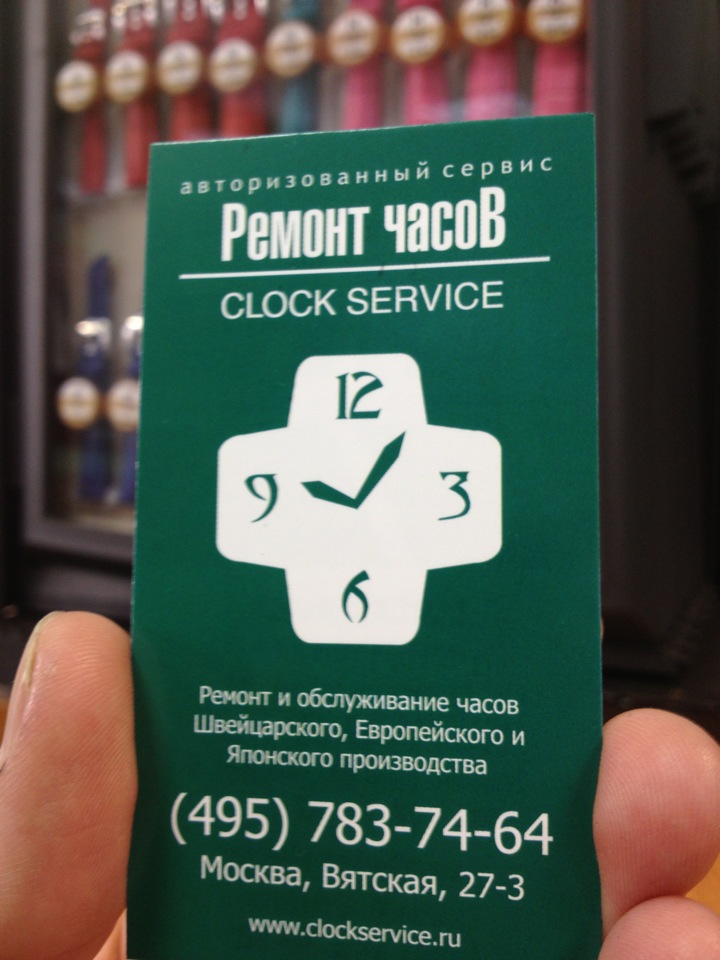 авторизованный сервис
Ремонт часов
CLOCK SERVICE
12
9
3
6
Ремонт и обслуживание часов
Швейцарского, Европейского и
Японского производства
(495) 783-74-64
Москва, Вятская, 27-3
www.clockservice.ru